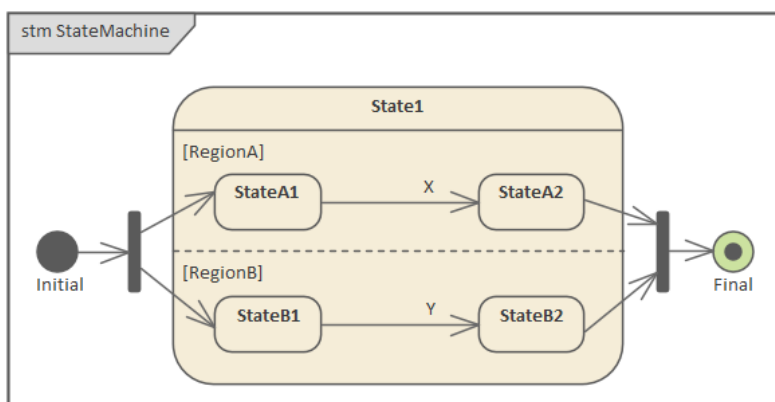 stm StateMachine
State1
[RegionA]
StateA1
X
StateA2
Initial
[RegionB]
StateB1
Y
StateB2
Final